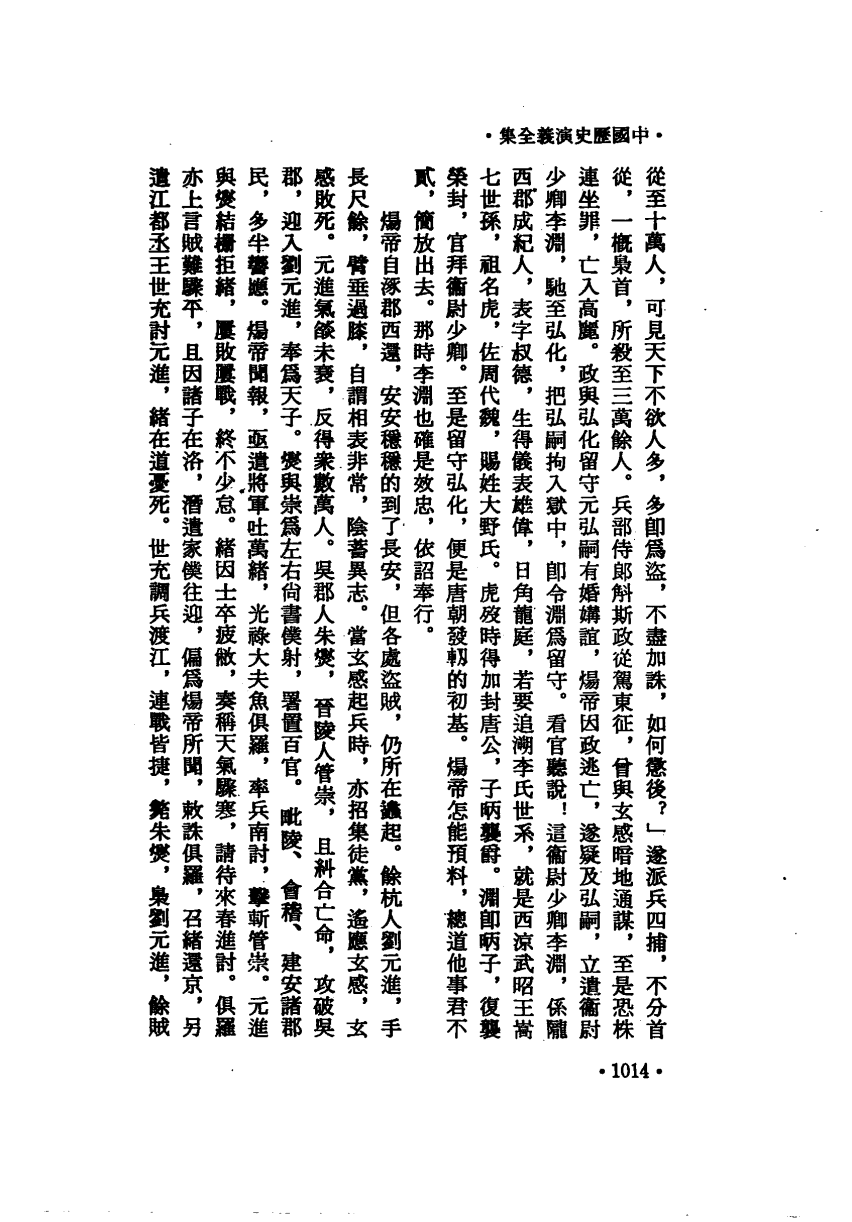 •中國歷史演義全集•
從至十萬人，可見天下不欲人多，多即爲盜，不盡加誅，如何懲後？」遂派兵四捕，不分首
從，一概梟首，所殺至三萬餘人。兵部侍郎斛斯政從駕東征，曾與玄感暗地通謀，至是恐株
連坐罪，亡入高麗。政與弘化留守元弘嗣有婚媾誼，煬帝因政逃亡，遂疑及弘嗣，立遣衞尉
少卿李淵，馳至弘化，把弘嗣拘入獄中，即令淵爲留守。看官聽說！這衞尉少卿李淵，係隴
西郡成紀人，表字叔德，生得儀表雄偉，日角龍庭，若要追溯李氏世系，就是西涼武昭王嵩
七世孫，祖名虎，佐周代魏，賜姓大野氏。虎歿時得加封唐公，子昞襲爵。淵即昞子，復襲
榮封，官拜衞尉少卿。至是留守弘化，便是唐朝發軔的初基。煬帝怎能預料，總道他事君不
貳，簡放出去。那時李淵也確是效忠，依詔奉行。
煬帝自涿郡西還，安安穩穩的到了長安，但各處盜賊，仍所在蠭起。餘杭人劉元進，手
長尺餘，臂垂過膝，自謂相表非常，陰蓄異志。當玄感起兵時，亦招集徒黨，遙應玄感，玄
感敗死。元進氣燄未衰，反得衆數萬人。吳郡人朱燮，晉陵人管崇，且糾合亡命，攻破吳
郡，迎入劉元進，奉爲天子。燮與崇爲左右尙書僕射，署置百官。毗陵、會稽、建安諸郡
民，多半響應。煬帝聞報，亟遣將軍吐萬緒，光祿大夫魚俱羅，率兵南討，擊斬管崇。元進
與燮結柵拒緒，屢敗屢戰，終不少怠。緒因士卒疲敝，奏稱天氣驟寒，請待來春進討。俱羅
亦上言賊難驟平，且因諸子在洛，潛遣家僕往迎，偏爲煬帝所聞，敕誅俱羅，召緒還京，另
遣江都丞王世充討元進，緒在道憂死。世充調兵渡江，連戰皆捷，斃朱燮，梟劉元進，餘賊
•1014•